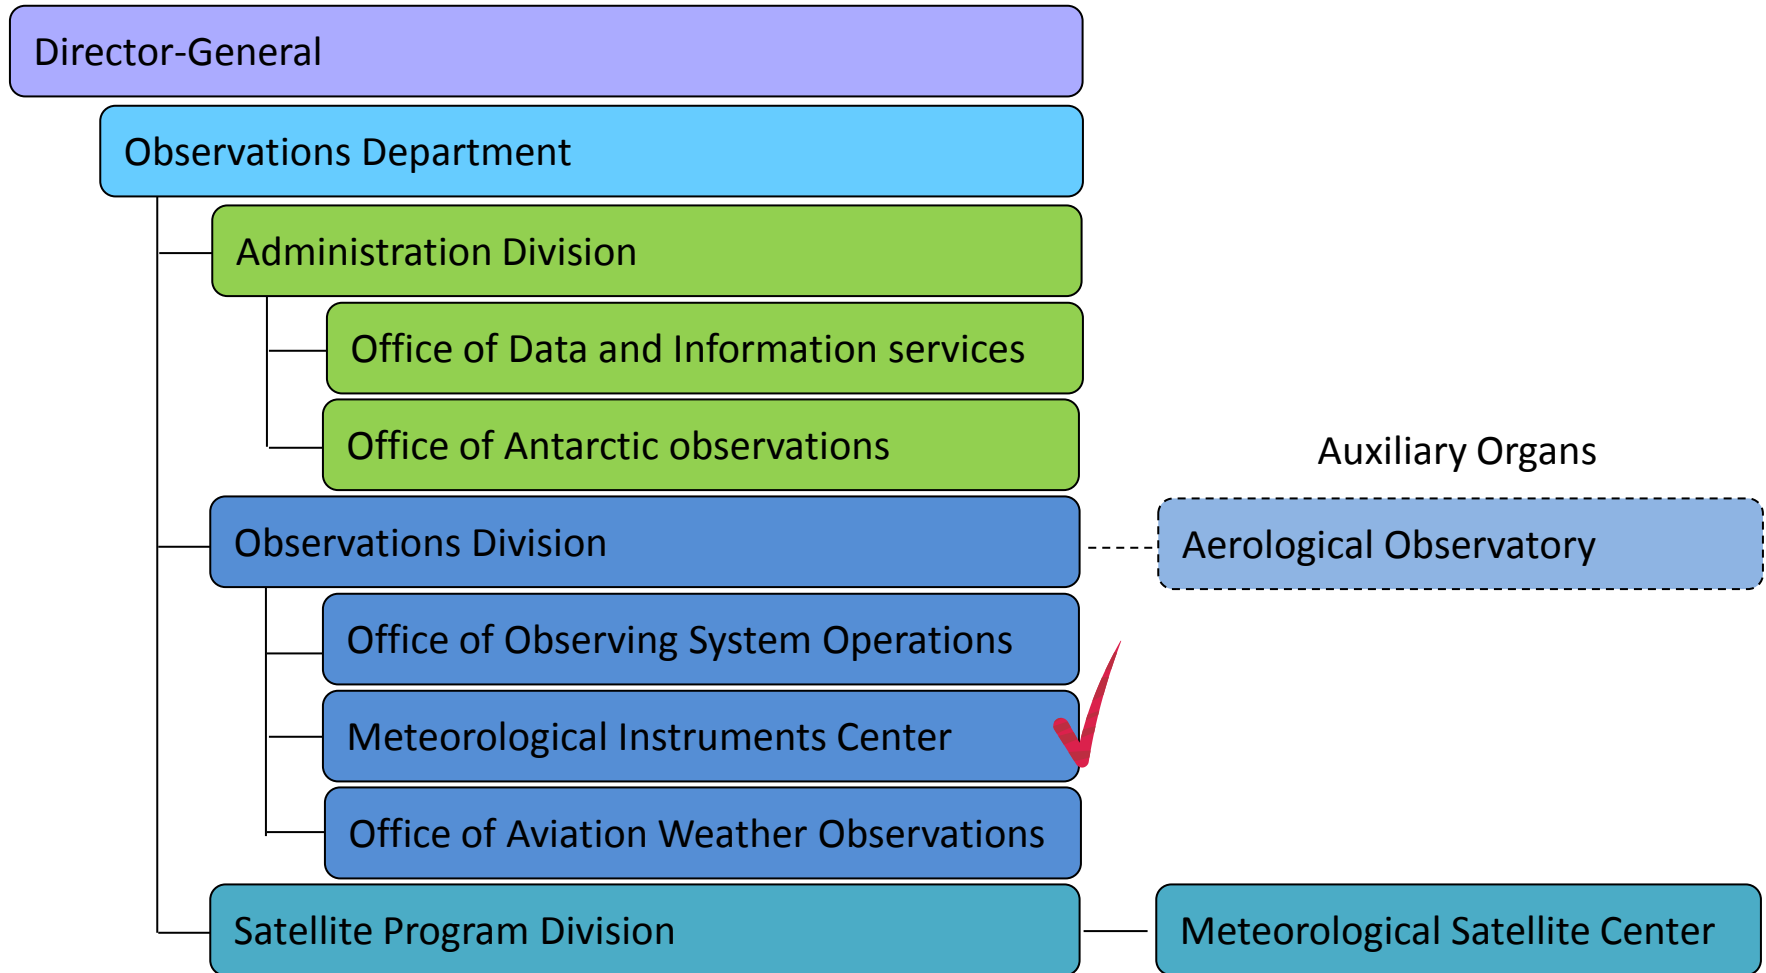 Director-General
Observations Department
Administration Division
Office of Data and Information services
Office of Antarctic observations
Auxiliary Organs
Observations Division
Aerological Observatory
Office of Observing System Operations
Meteorological Instruments Center
Office of Aviation Weather Observations
Satellite Program Division
Meteorological Satellite Center